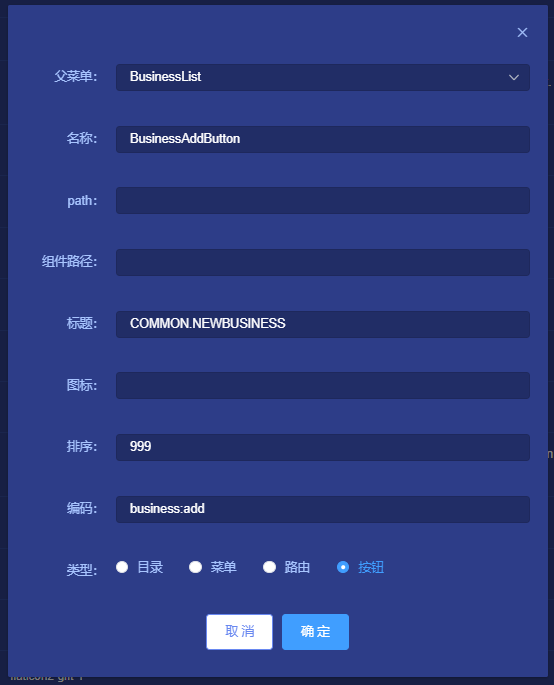 父菜单: BusinessList
名称: BusinessAddButton
path:
组件路径:
标题: COMMON.NEWBUSINESS
图标:
排序: 999
编码: business:add
类型: 目录 菜单 路由 按钮
取消 确定